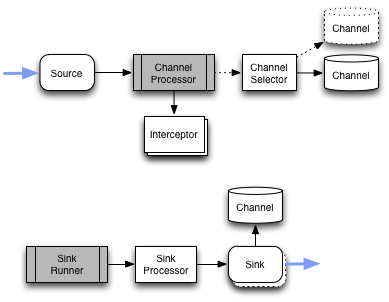 Channel
Source
Channel
Processor
Channel
Selector
Channel
Interceptor
Channel
Sink
Runner
Sink
Processor
Sink